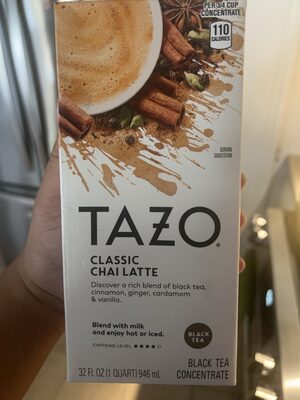 PER 3/4 CUP
CONCENTRATE
110
CALORIES
SERVING
SUGGESTION
TAZO®
CLASSIC
CHAI LATTE
Discover a rich blend of black tea,
cinnamon, ginger, cardamom
& vanilla.
Blend with milk
and enjoy hot or iced.
CAFFEINE LEVEL
BLACK
TEA
32 FL OZ (1 QUART) 946 mL
BLACK TEA
CONCENTRATE